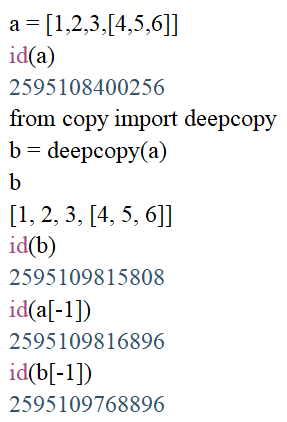 a = [1,2,3,[4,5,6]]
id(a)
2595108400256
from copy import deepcopy
b = deepcopy(a)
b
[1, 2, 3, [4, 5, 6]]
id(b)
2595109815808
id(a[-1])
2595109816896
id(b[-1])
2595109768896